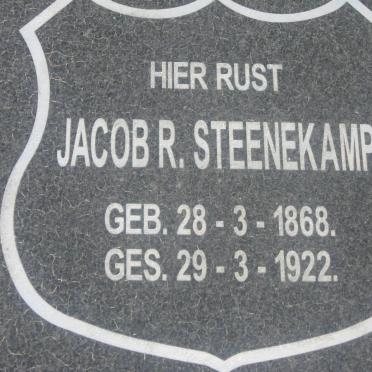 HIER RUST
JACOB R. STEENEKAMP
GEB. 28 - 3 - 1868.
GES. 29 - 3 - 1922.